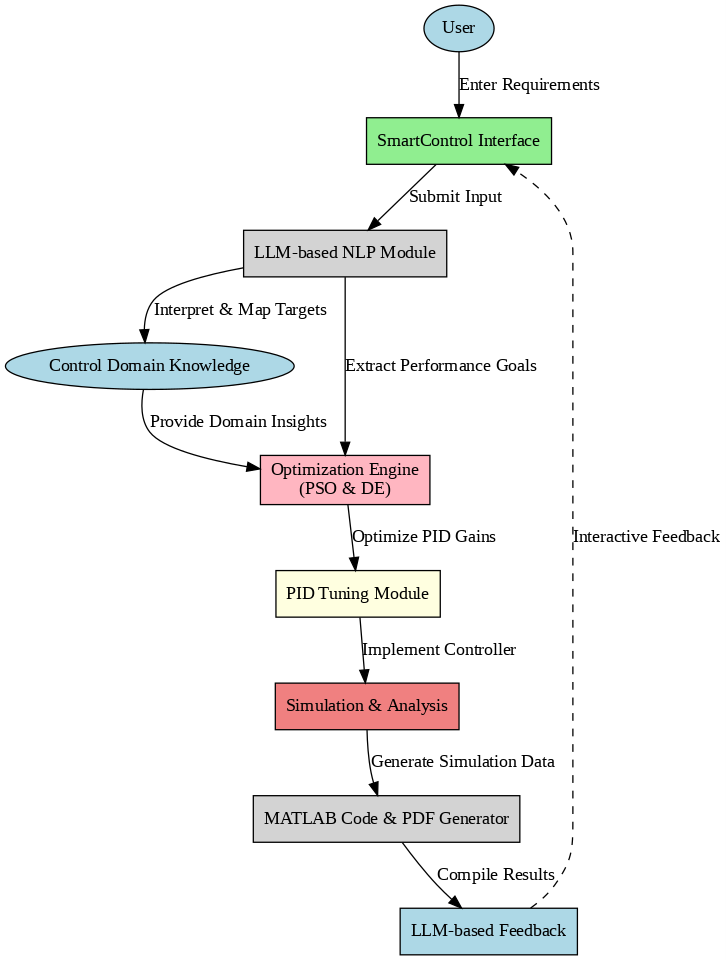 User
Enter Requirements
SmartControl Interface
Submit Input
LLM-based NLP Module
Interpret & Map Targets
Control Domain Knowledge
Extract Performance Goals
Provide Domain Insights
Optimization Engine
(PSO & DE)
Optimize PID Gains
Interactive Feedback
PID Tuning Module
Implement Controller
Simulation & Analysis
Generate Simulation Data
MATLAB Code & PDF Generator
Compile Results
LLM-based Feedback